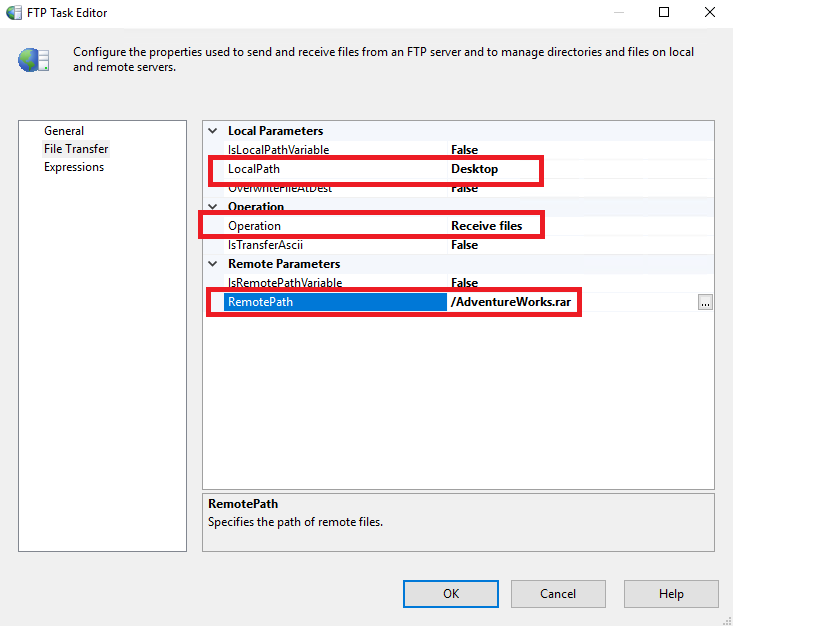 FTP Task Editor
Configure the properties used to send and receive files from an FTP server and to manage directories and files on local
and remote servers.
General
File Transfer
Expressions
Local Parameters
IsLocalPathVariable False
LocalPath Desktop
OverwriteFileAtDest False
Operation
Operation Receive files
IsTransferAscii False
Remote Parameters
IsRemotePathVariable False
RemotePath /AdventureWorks.rar ...
RemotePath
Specifies the path of remote files.
OK Cancel Help